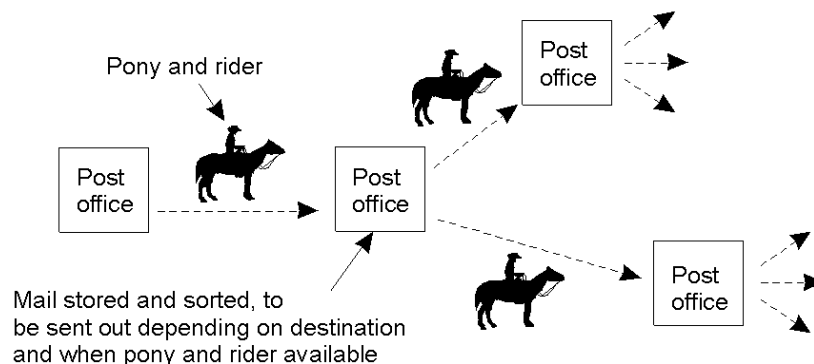 Pony and rider
Post
office
Post
office
Post
office
Post
office
Mail stored and sorted, to
be sent out depending on destination
and when pony and rider available